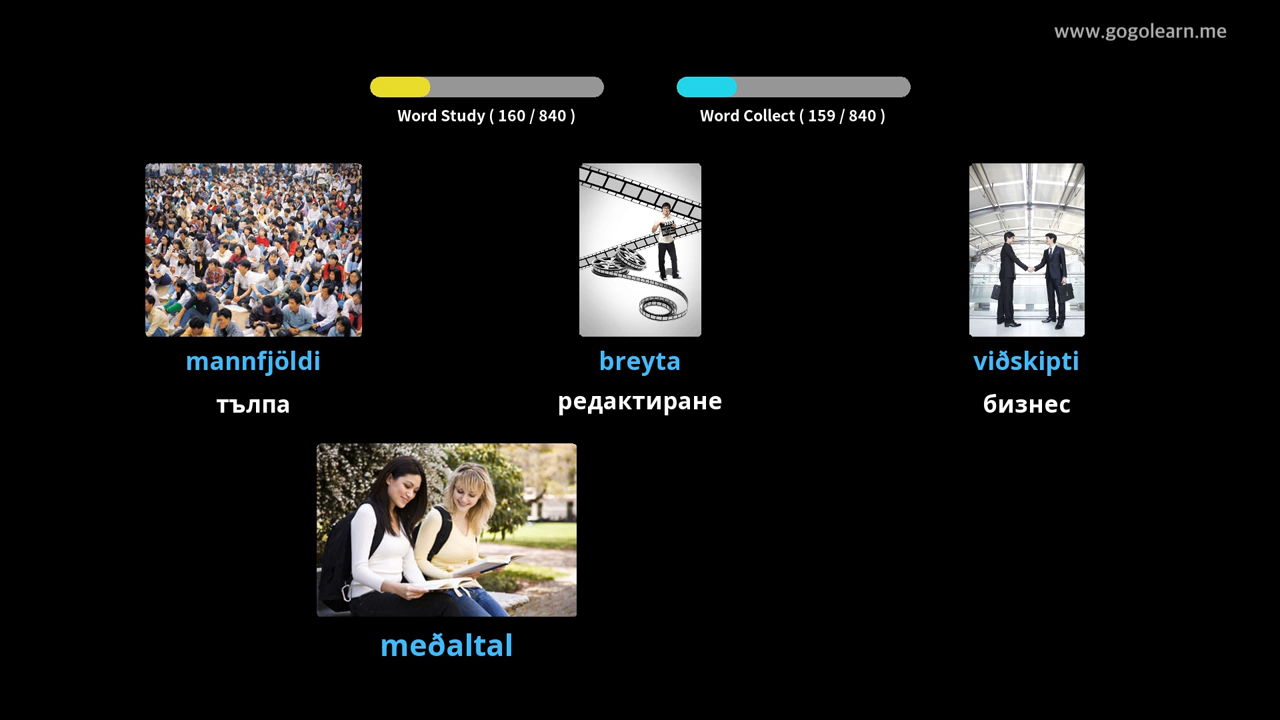 www.gogolearn.me
Word Study ( 160 / 840 )
Word Collect ( 159 / 840 )
mannfjöldi
breyta
viðskipti
тълпа
редактиране
бизнес
meðaltal